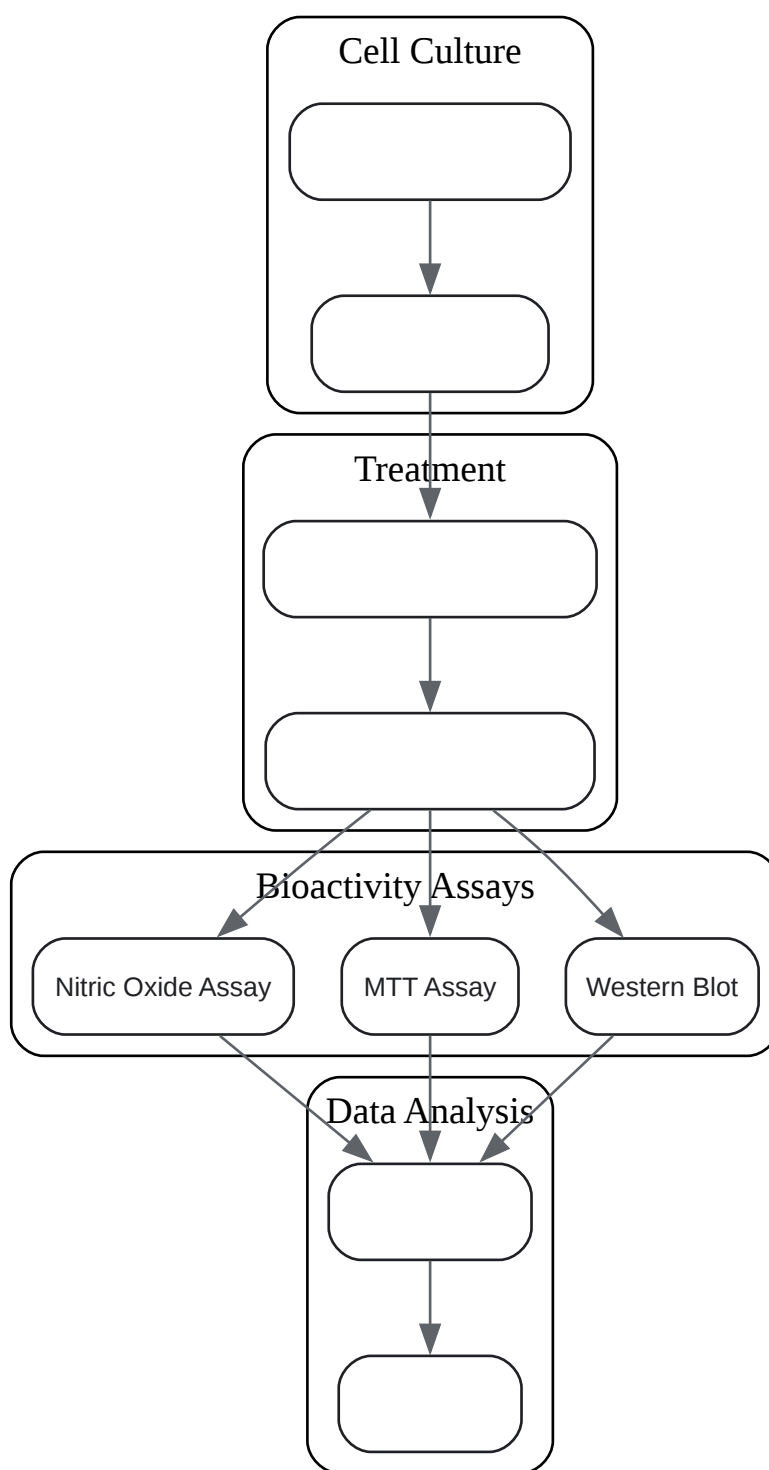 Cell Culture
Treatment
Bioactivity Assays
Nitric Oxide Assay
MTT Assay
Western Blot
Data Analysis